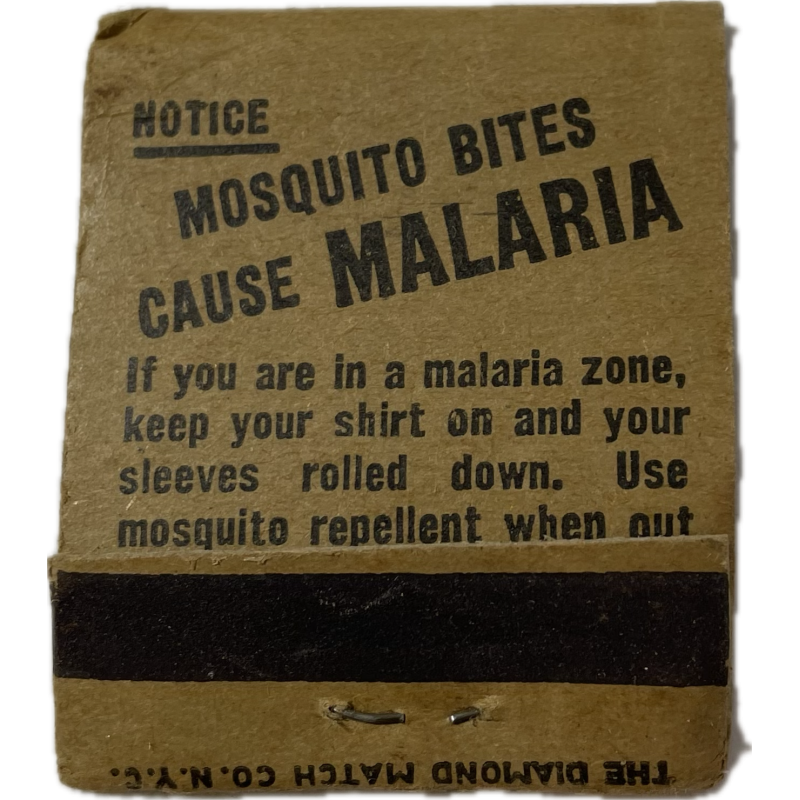 NOTICE
MOSQUITO BITES
CAUSE MALARIA
If you are in a malaria zone,
keep your shirt on and your
sleeves rolled down. Use
mosquito repellent when out
THE DIAMOND MATCH CO. N.Y.C.